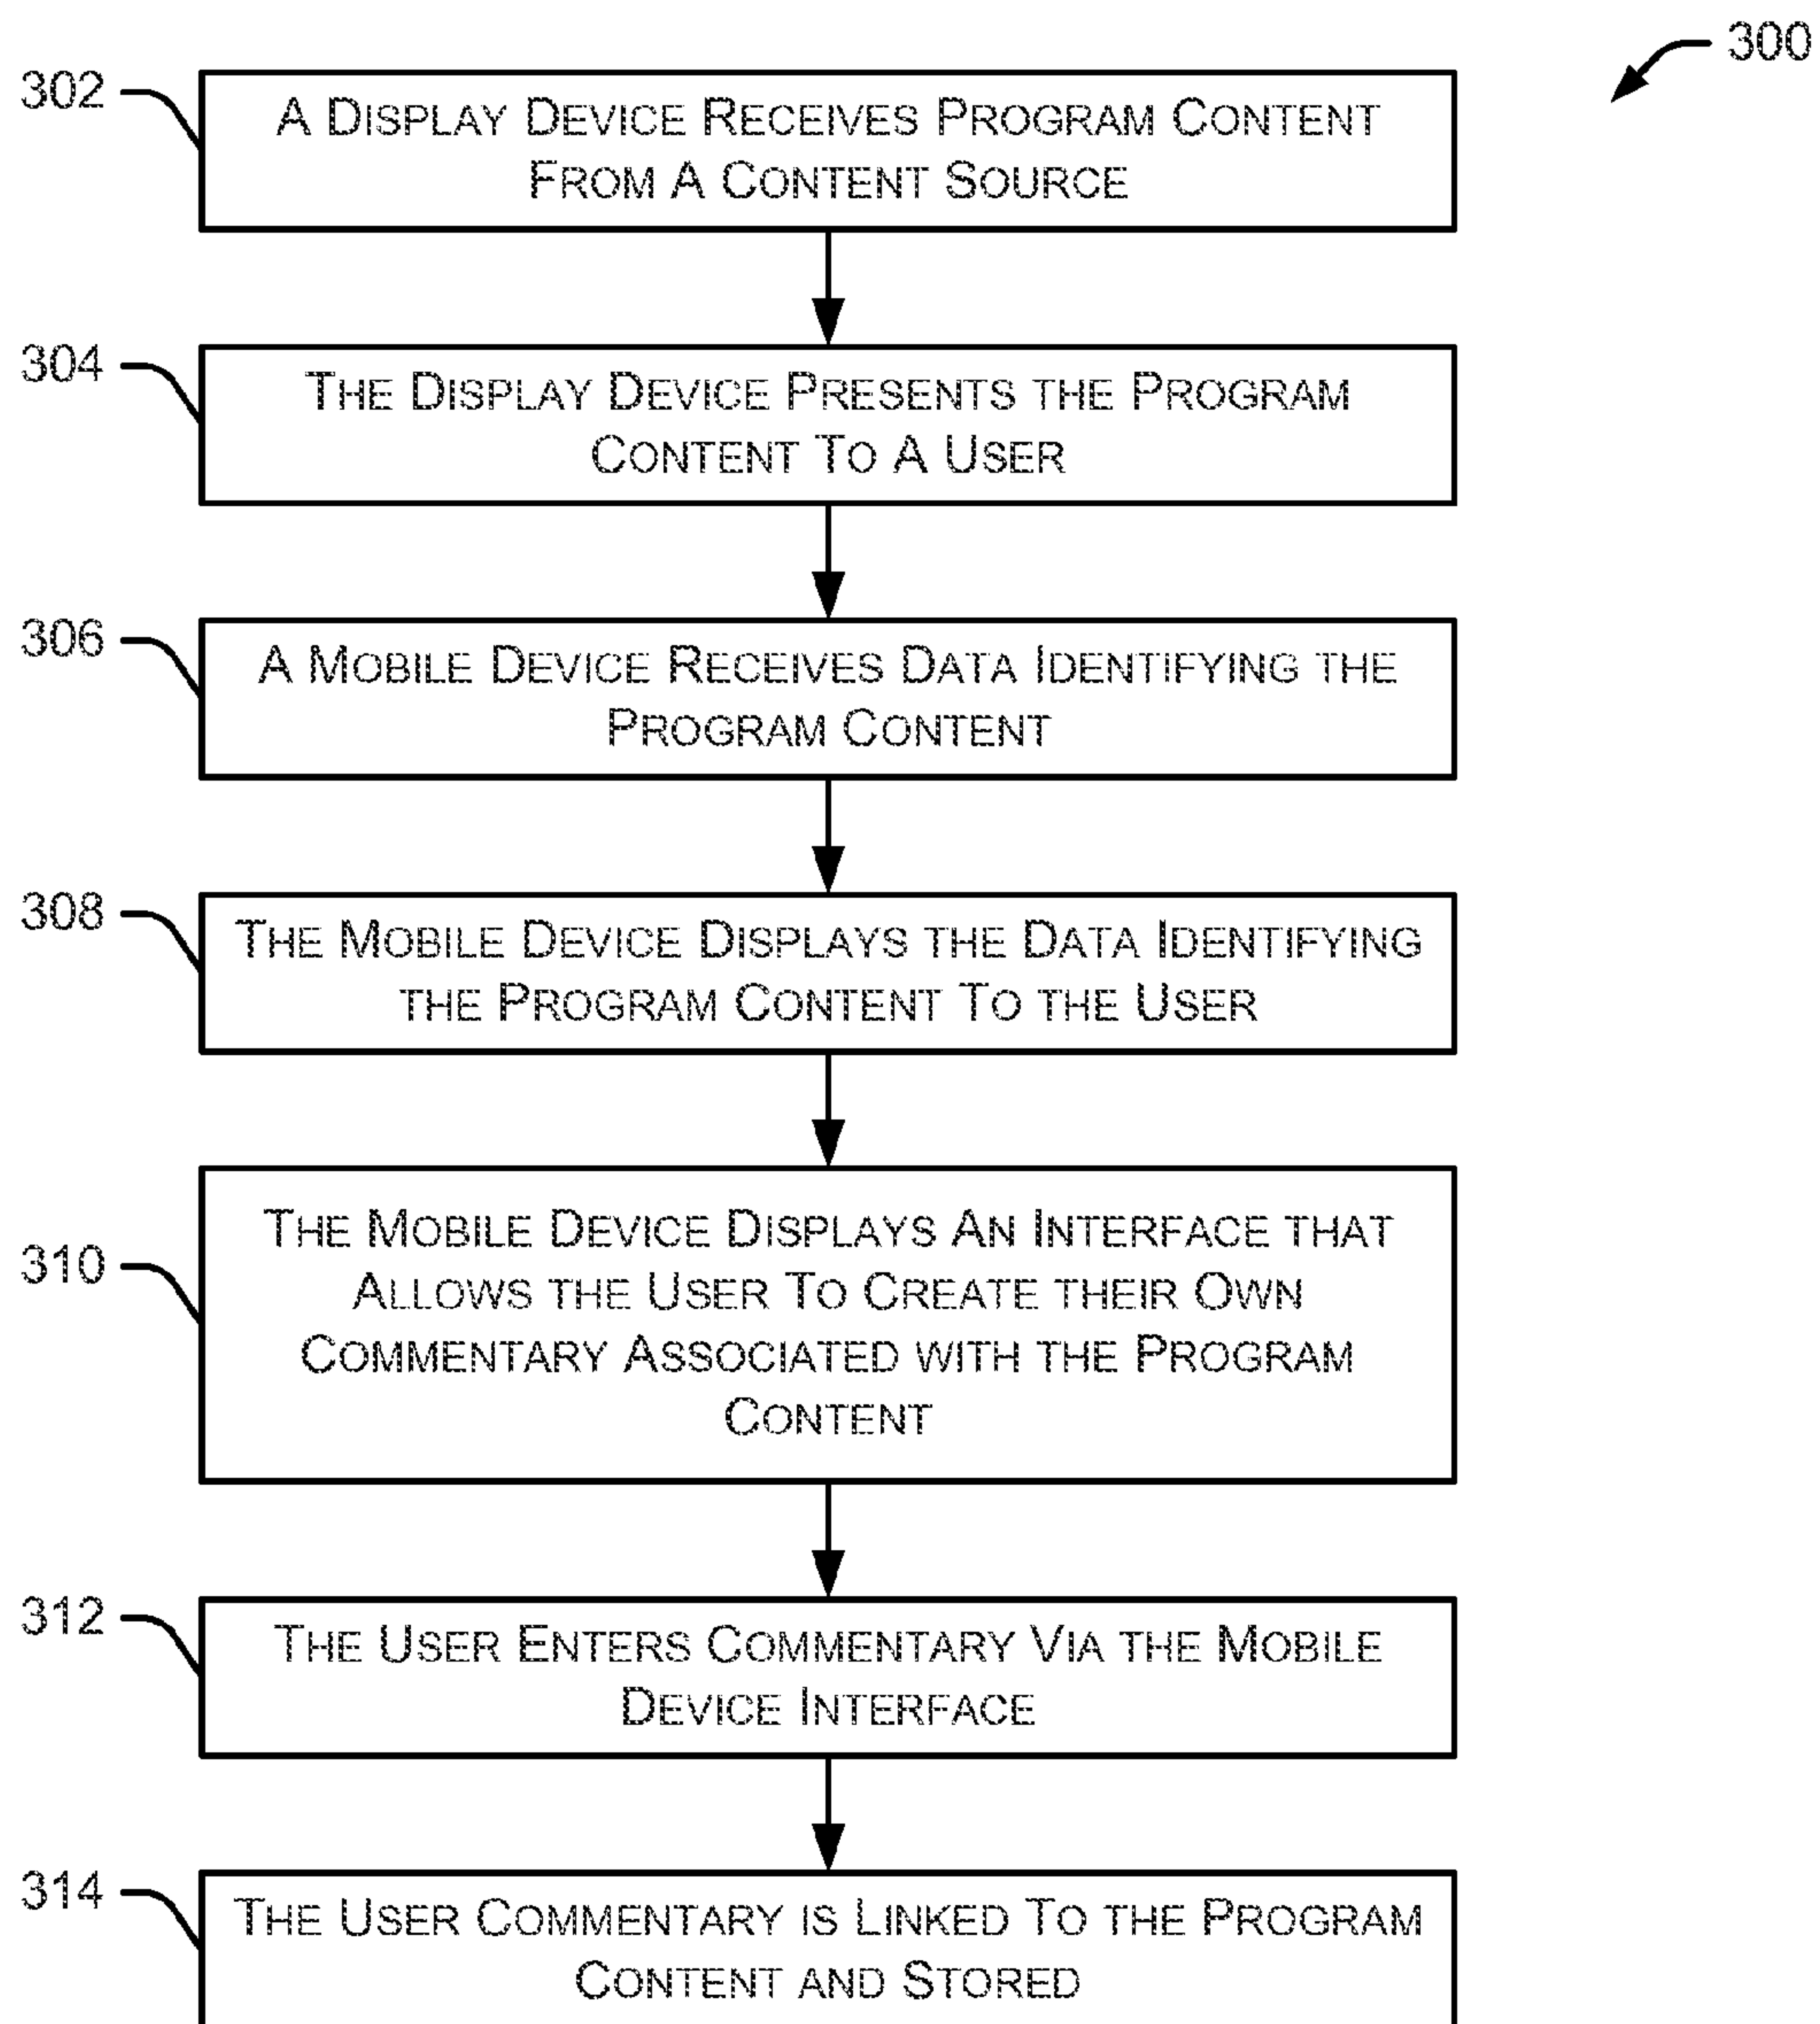 300
302
A DISPLAY DEVICE RECEIVES PROGRAM CONTENT
FROM A CONTENT SOURCE
304
THE DISPLAY DEVICE PRESENTS THE PROGRAM
CONTENT TO A USER
306
A MOBILE DEVICE RECEIVES DATA IDENTIFYING THE
PROGRAM CONTENT
308
THE MOBILE DEVICE DISPLAYS THE DATA IDENTIFYING
THE PROGRAM CONTENT TO THE USER
310
THE MOBILE DEVICE DISPLAYS AN INTERFACE THAT
ALLOWS THE USER TO CREATE THEIR OWN
COMMENTARY ASSOCIATED WITH THE PROGRAM
CONTENT
312
THE USER ENTERS COMMENTARY VIA THE MOBILE
DEVICE INTERFACE
314
THE USER COMMENTARY IS LINKED TO THE PROGRAM
CONTENT AND STORED